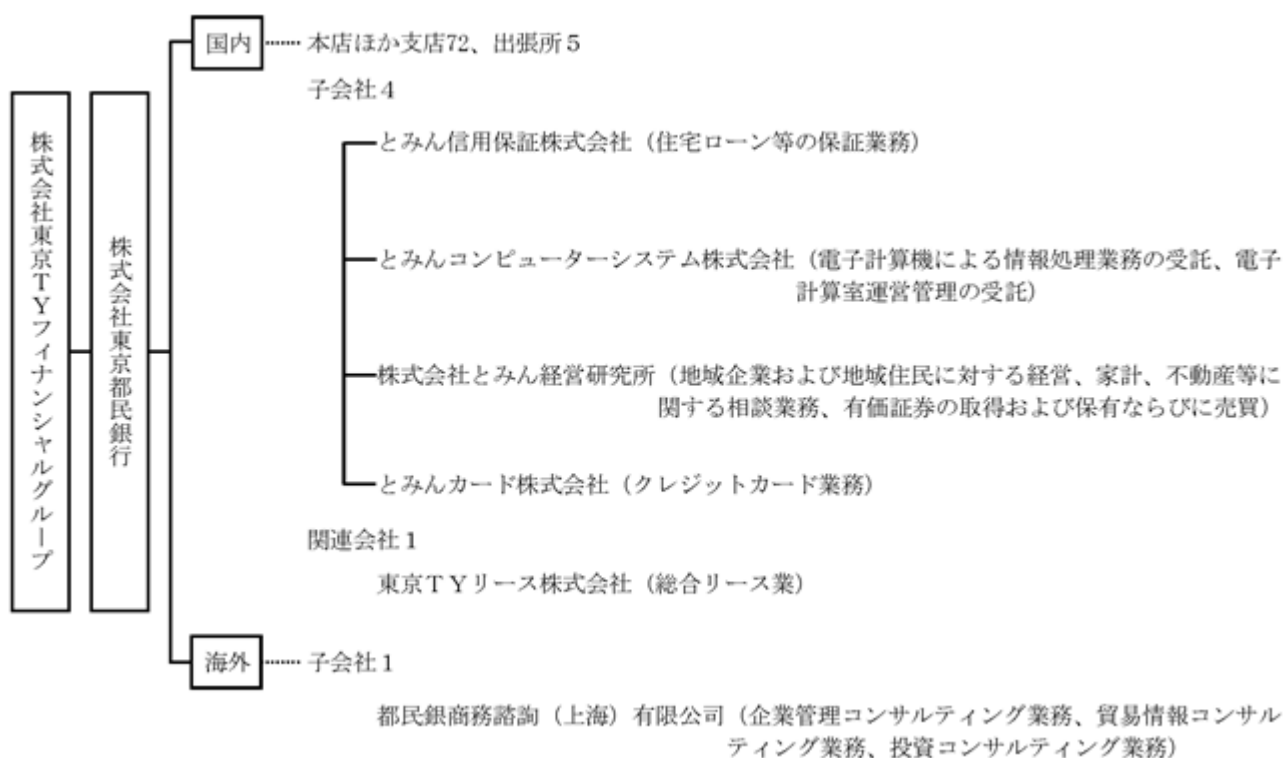 株式会社東京TYフィナンシャルグループ
株式会社東京都民銀行
国内 ……… 本店ほか支店72、出張所5
子会社4
とみん信用保証株式会社（住宅ローン等の保証業務）
とみんコンピューターシステム株式会社（電子計算機による情報処理業務の受託、電子
計算室運営管理の受託）
株式会社とみん経営研究所（地域企業および地域住民に対する経営、家計、不動産等に
関する相談業務、有価証券の取得および保有ならびに売買）
とみんカード株式会社（クレジットカード業務）
関連会社1
東京TYリース株式会社（総合リース業）
海外 ……… 子会社1
都民銀商務諮詢（上海）有限公司（企業管理コンサルティング業務、貿易情報コンサル
ティング業務、投資コンサルティング業務）